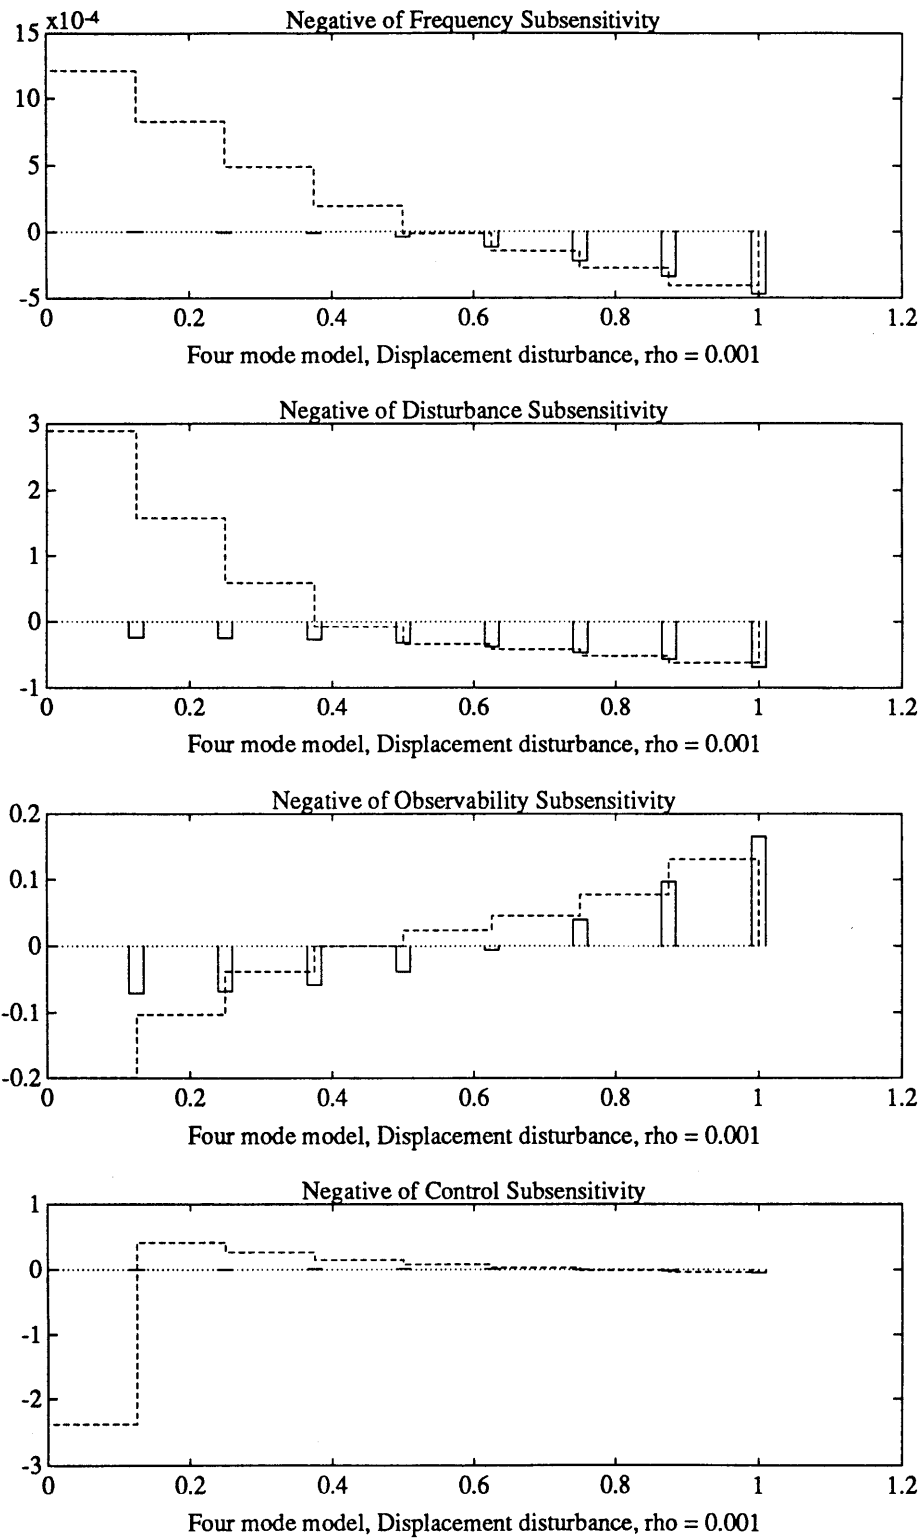 x10-4
Negative of Frequency Subsensitivity
15
10
5
0
-5
0 0.2 0.4 0.6 0.8 1 1.2
Four mode model, Displacement disturbance, rho = 0.001
Negative of Disturbance Subsensitivity
3
2
1
0
-1
0 0.2 0.4 0.6 0.8 1 1.2
Four mode model, Displacement disturbance, rho = 0.001
Negative of Observability Subsensitivity
0.2
0.1
0
-0.1
-0.2
0 0.2 0.4 0.6 0.8 1 1.2
Four mode model, Displacement disturbance, rho = 0.001
Negative of Control Subsensitivity
1
0
-1
-2
-3
0 0.2 0.4 0.6 0.8 1 1.2
Four mode model, Displacement disturbance, rho = 0.001